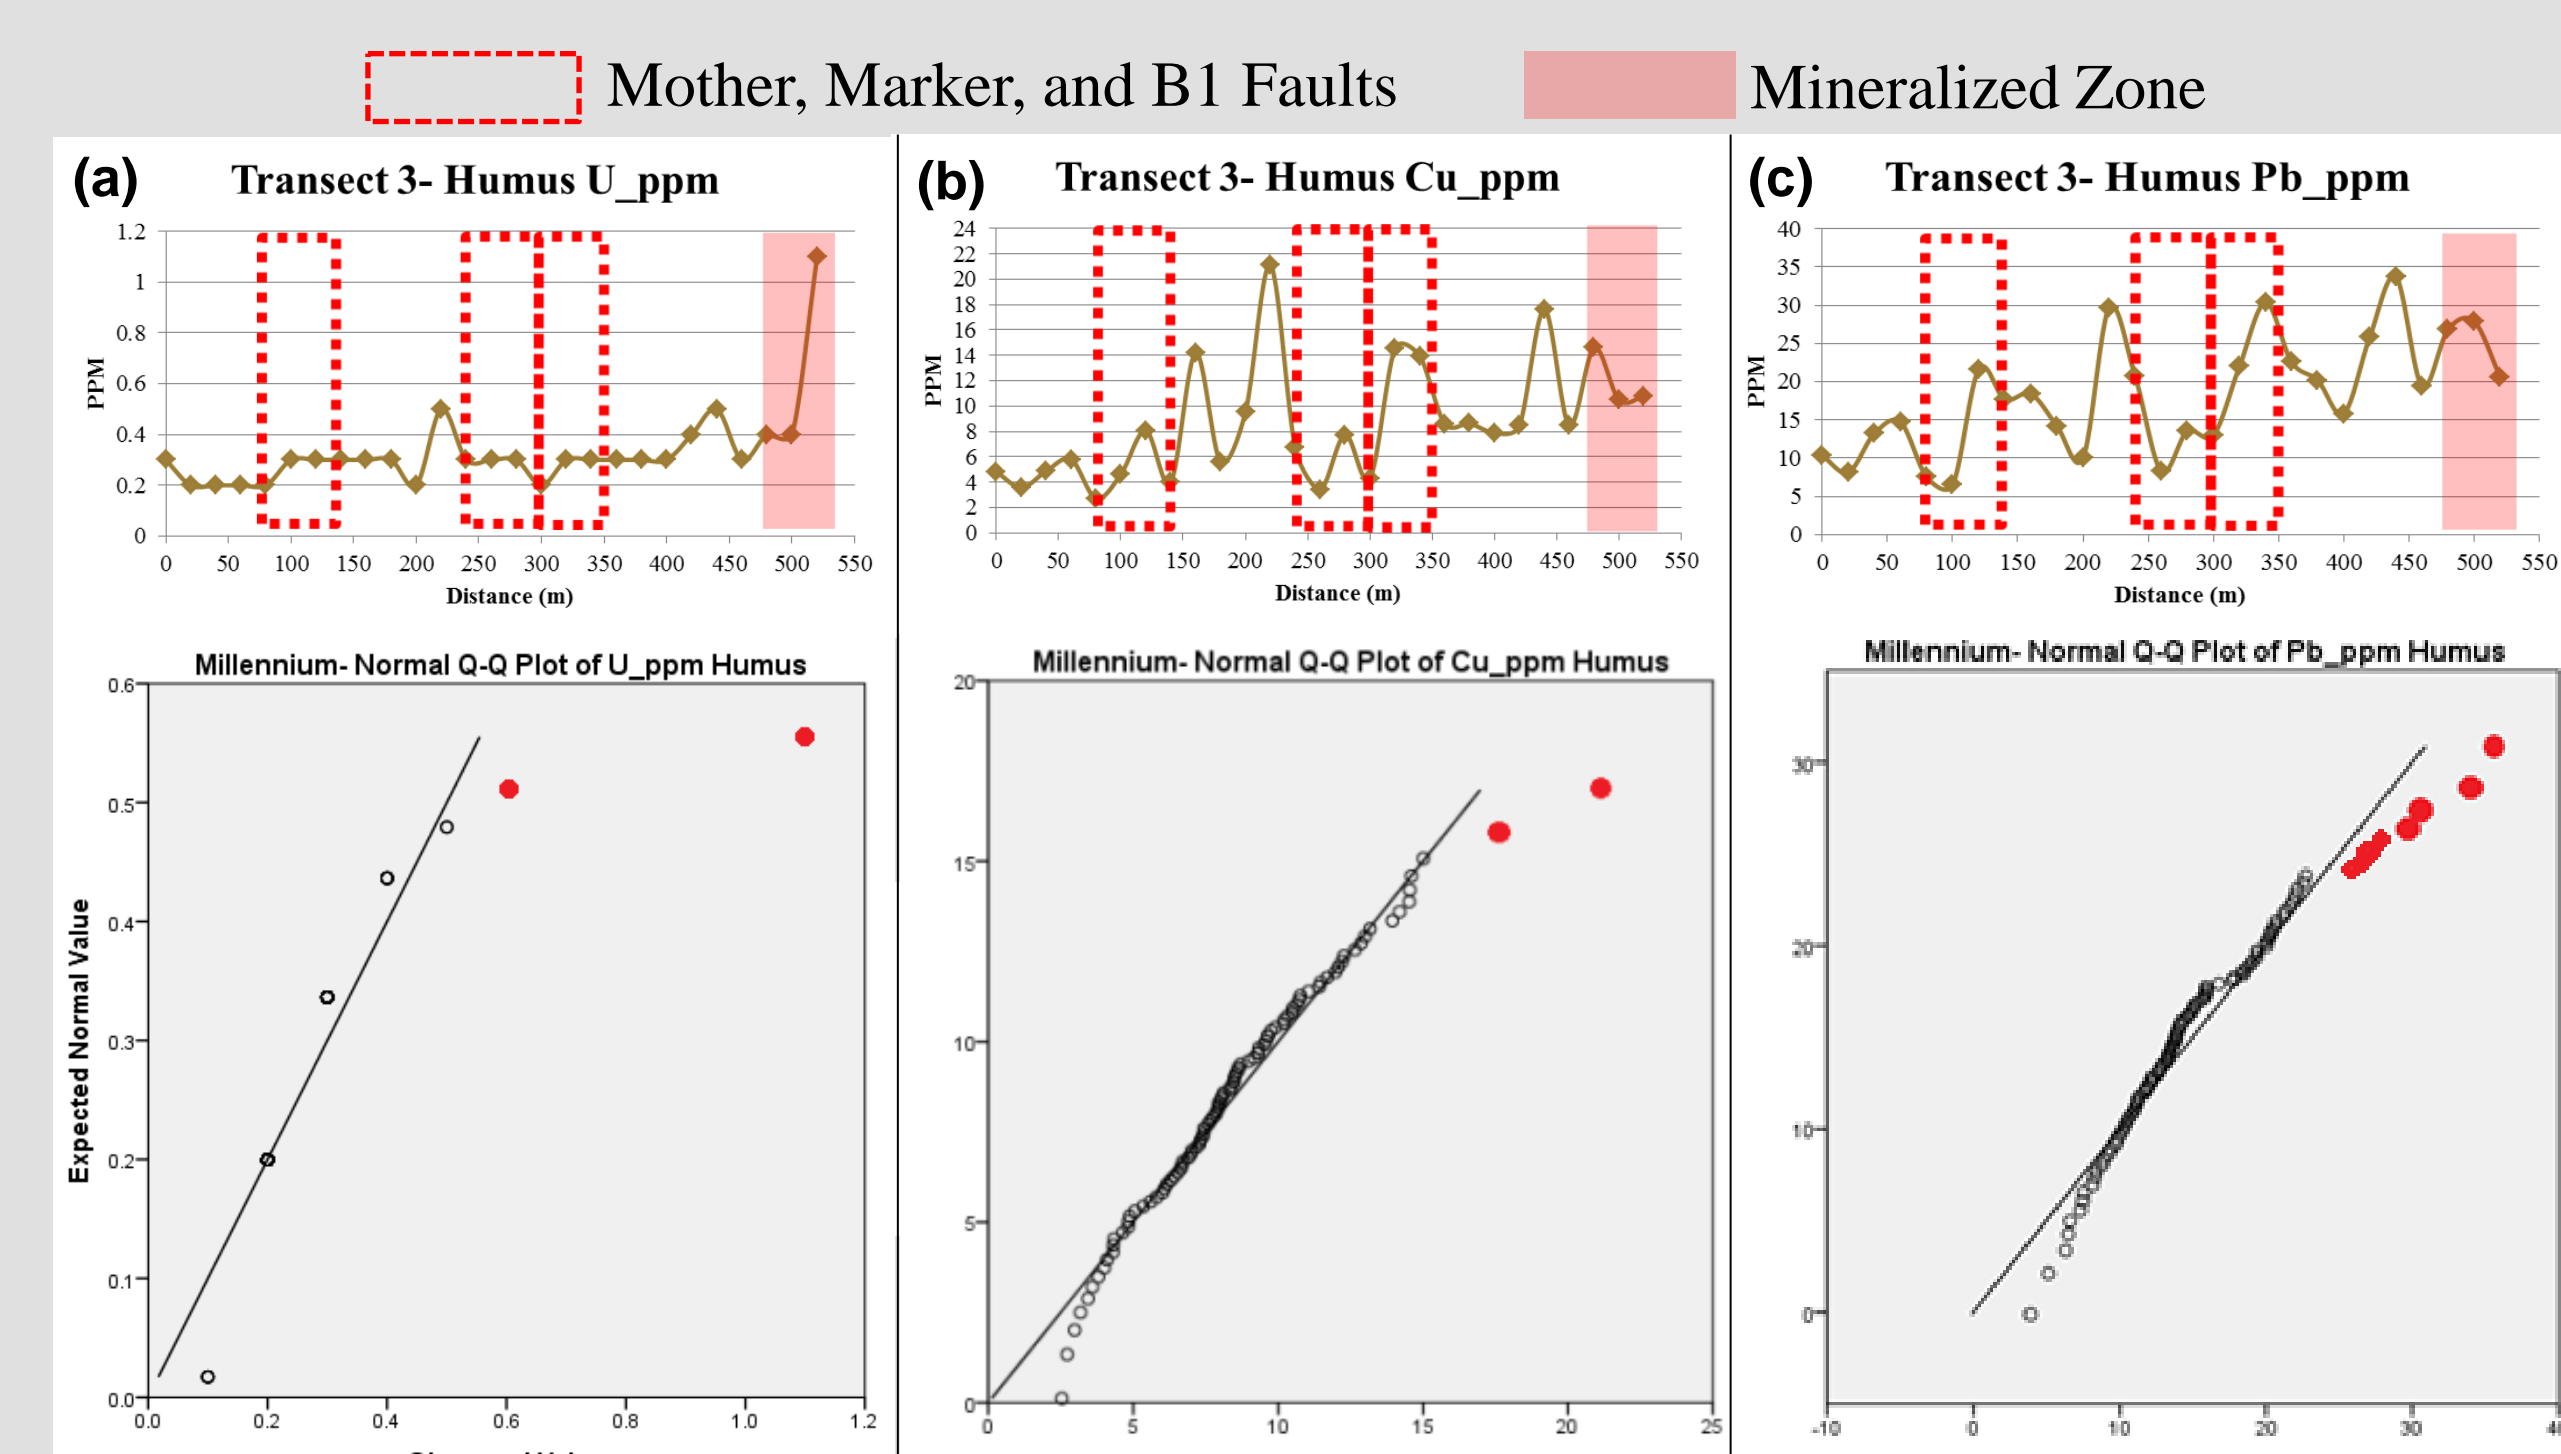 Mother, Marker, and B1 Faults
Mineralized Zone
(a)
Transect 3- Humus U_ppm
1.2
1
0.8
0.6
0.4
0.2
0
PPM
0 50 100 150 200 250 300 350 400 450 500 550
Distance (m)
(b)
Transect 3- Humus Cu_ppm
24
22
20
18
16
14
12
10
8
6
4
2
0
PPM
0 50 100 150 200 250 300 350 400 450 500 550
Distance (m)
(c)
Transect 3- Humus Pb_ppm
40
35
30
25
20
15
10
5
0
PPM
0 50 100 150 200 250 300 350 400 450 500 550
Distance (m)
Millennium- Normal Q-Q Plot of U_ppm Humus
0.6
0.5
0.4
0.3
0.2
0.1
0.0
Expected Normal Value
0.0 0.2 0.4 0.6 0.8 1.0 1.2
Millennium- Normal Q-Q Plot of Cu_ppm Humus
20
15
10
5
0
0 5 10 15 20 25
Millennium- Normal Q-Q Plot of Pb_ppm Humus
30
20
10
0
-10 0 10 20 30